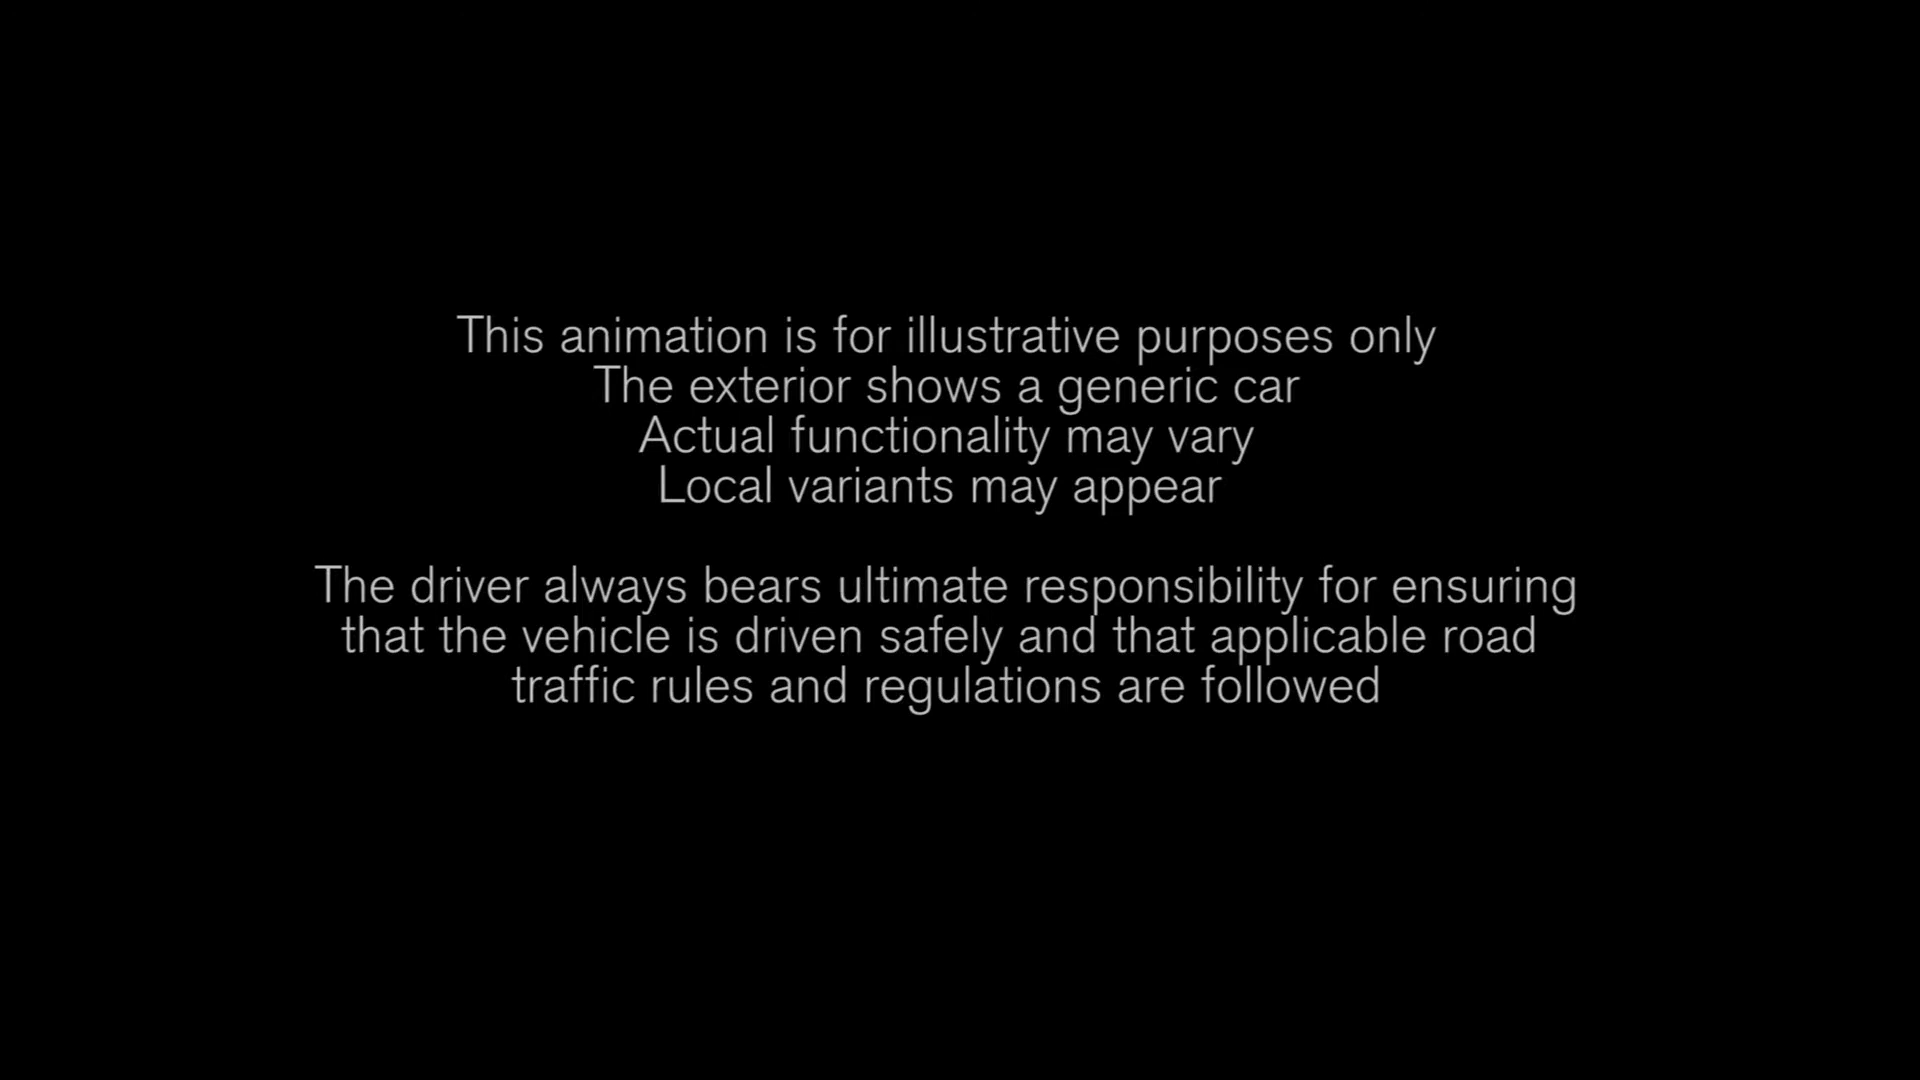 This animation is for illustrative purposes only
The exterior shows a generic car
Actual functionality may vary
Local variants may appear
The driver always bears ultimate responsibility for ensuring
that the vehicle is driven safely and that applicable road
traffic rules and regulations are followed